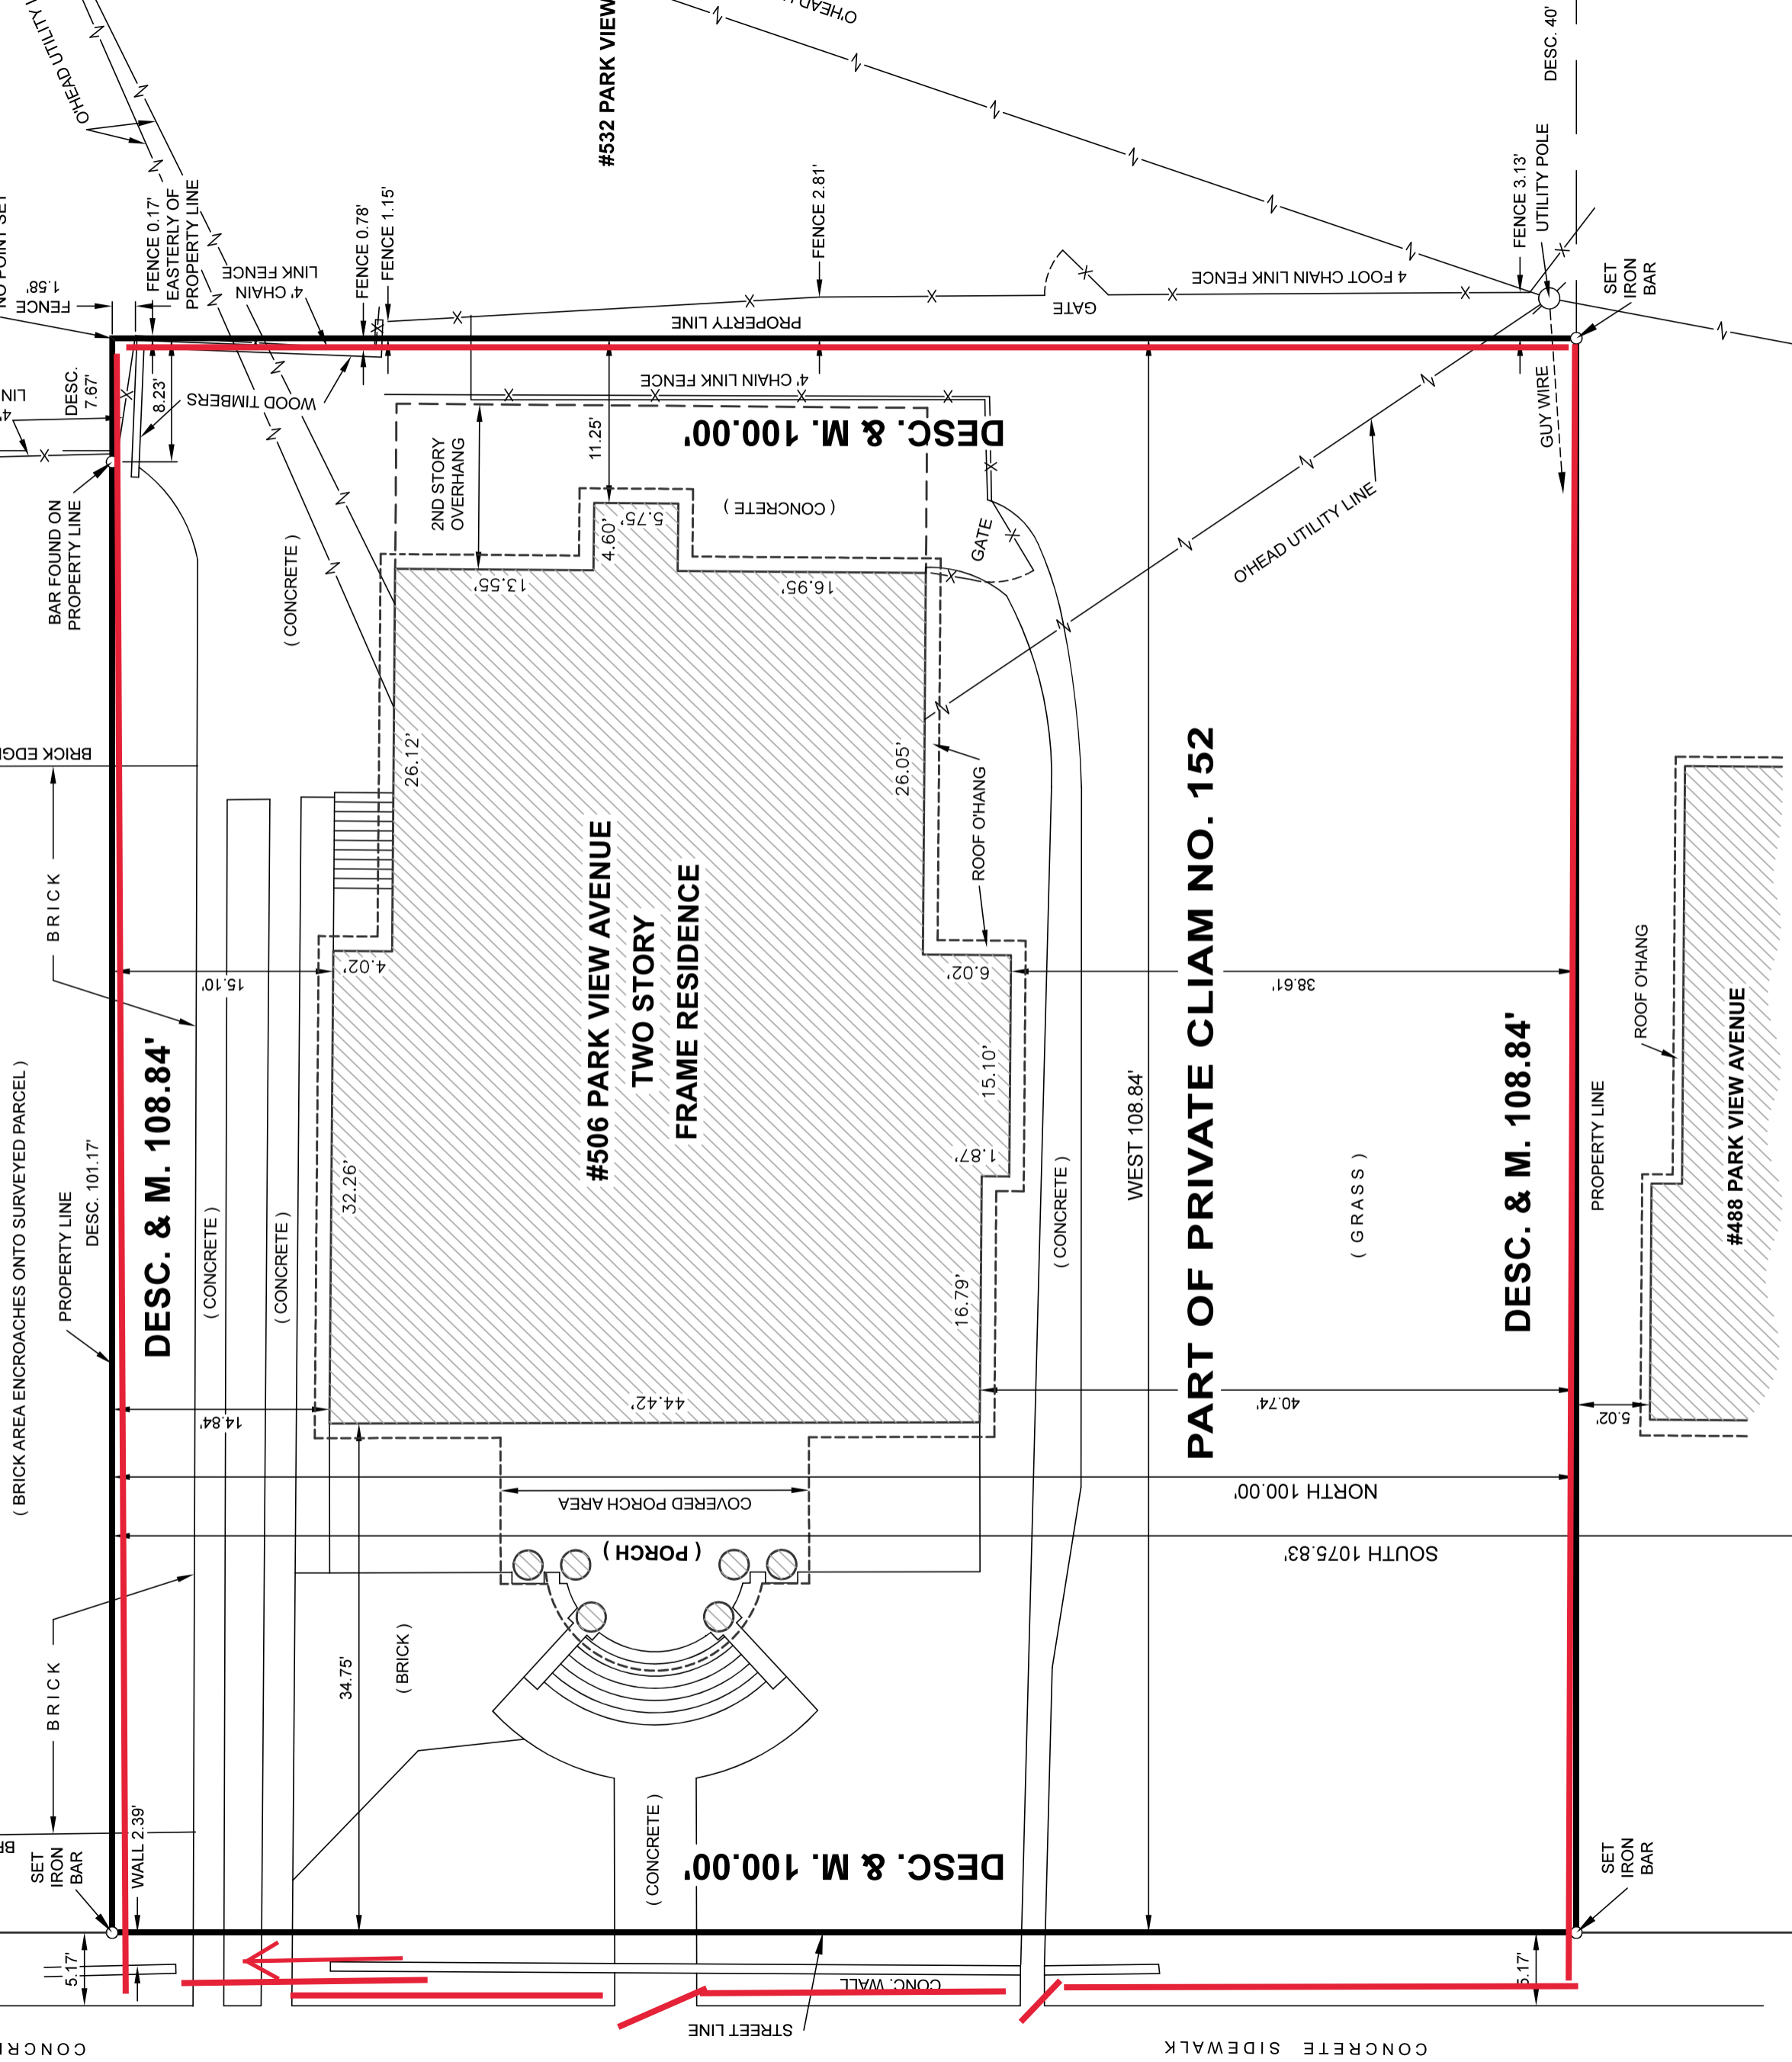 O'HEAD UTILITY
#532 PARK VIEW
O'HEAD
DESC. 40'
NO POINT SET
FENCE
1.58'
FENCE 0.17'
EASTERLY OF
PROPERTY LINE
4' CHAIN
LINK FENCE
FENCE 0.78'
FENCE 1.15'
FENCE 2.81'
GATE
4 FOOT CHAIN LINK FENCE
FENCE 3.13'
UTILITY POLE
SET
IRON
BAR
PROPERTY LINE
DESC.
7.67'
8.23'
WOOD TIMBERS
4' CHAIN LINK FENCE
DESC. & M. 100.00'
GUY WIRE
BAR FOUND ON
PROPERTY LINE
( CONCRETE )
2ND STORY
OVERHANG
11.25'
( CONCRETE )
GATE
O'HEAD UTILITY LINE
4.60'
5.75'
13.55'
16.95'
BRICK EDGE
26.12'
26.05'
ROOF O'HANG
BRICK
#506 PARK VIEW AVENUE
TWO STORY
FRAME RESIDENCE
PART OF PRIVATE CLIAM NO. 152
15.10'
4.02'
6.02'
38.61'
ROOF O'HANG
#488 PARK VIEW AVENUE
( BRICK AREA ENCROACHES ONTO SURVEYED PARCEL )
PROPERTY LINE
DESC. 101.17'
DESC. & M. 108.84'
( CONCRETE )
( CONCRETE )
32.26'
15.10'
1.87'
16.79'
( CONCRETE )
WEST 108.84'
( GRASS )
DESC. & M. 108.84'
PROPERTY LINE
14.84'
44.42'
40.74'
5.02'
COVERED PORCH AREA
NORTH 100.00'
( PORCH )
SOUTH 1075.83'
BRICK
34.75'
( BRICK )
( CONCRETE )
DESC. & M. 100.00'
SET
IRON
BAR
WALL 2.39'
SET
IRON
BAR
5.17'
CONC. WALL
5.17'
STREET LINE
CONCRETE SIDEWALK